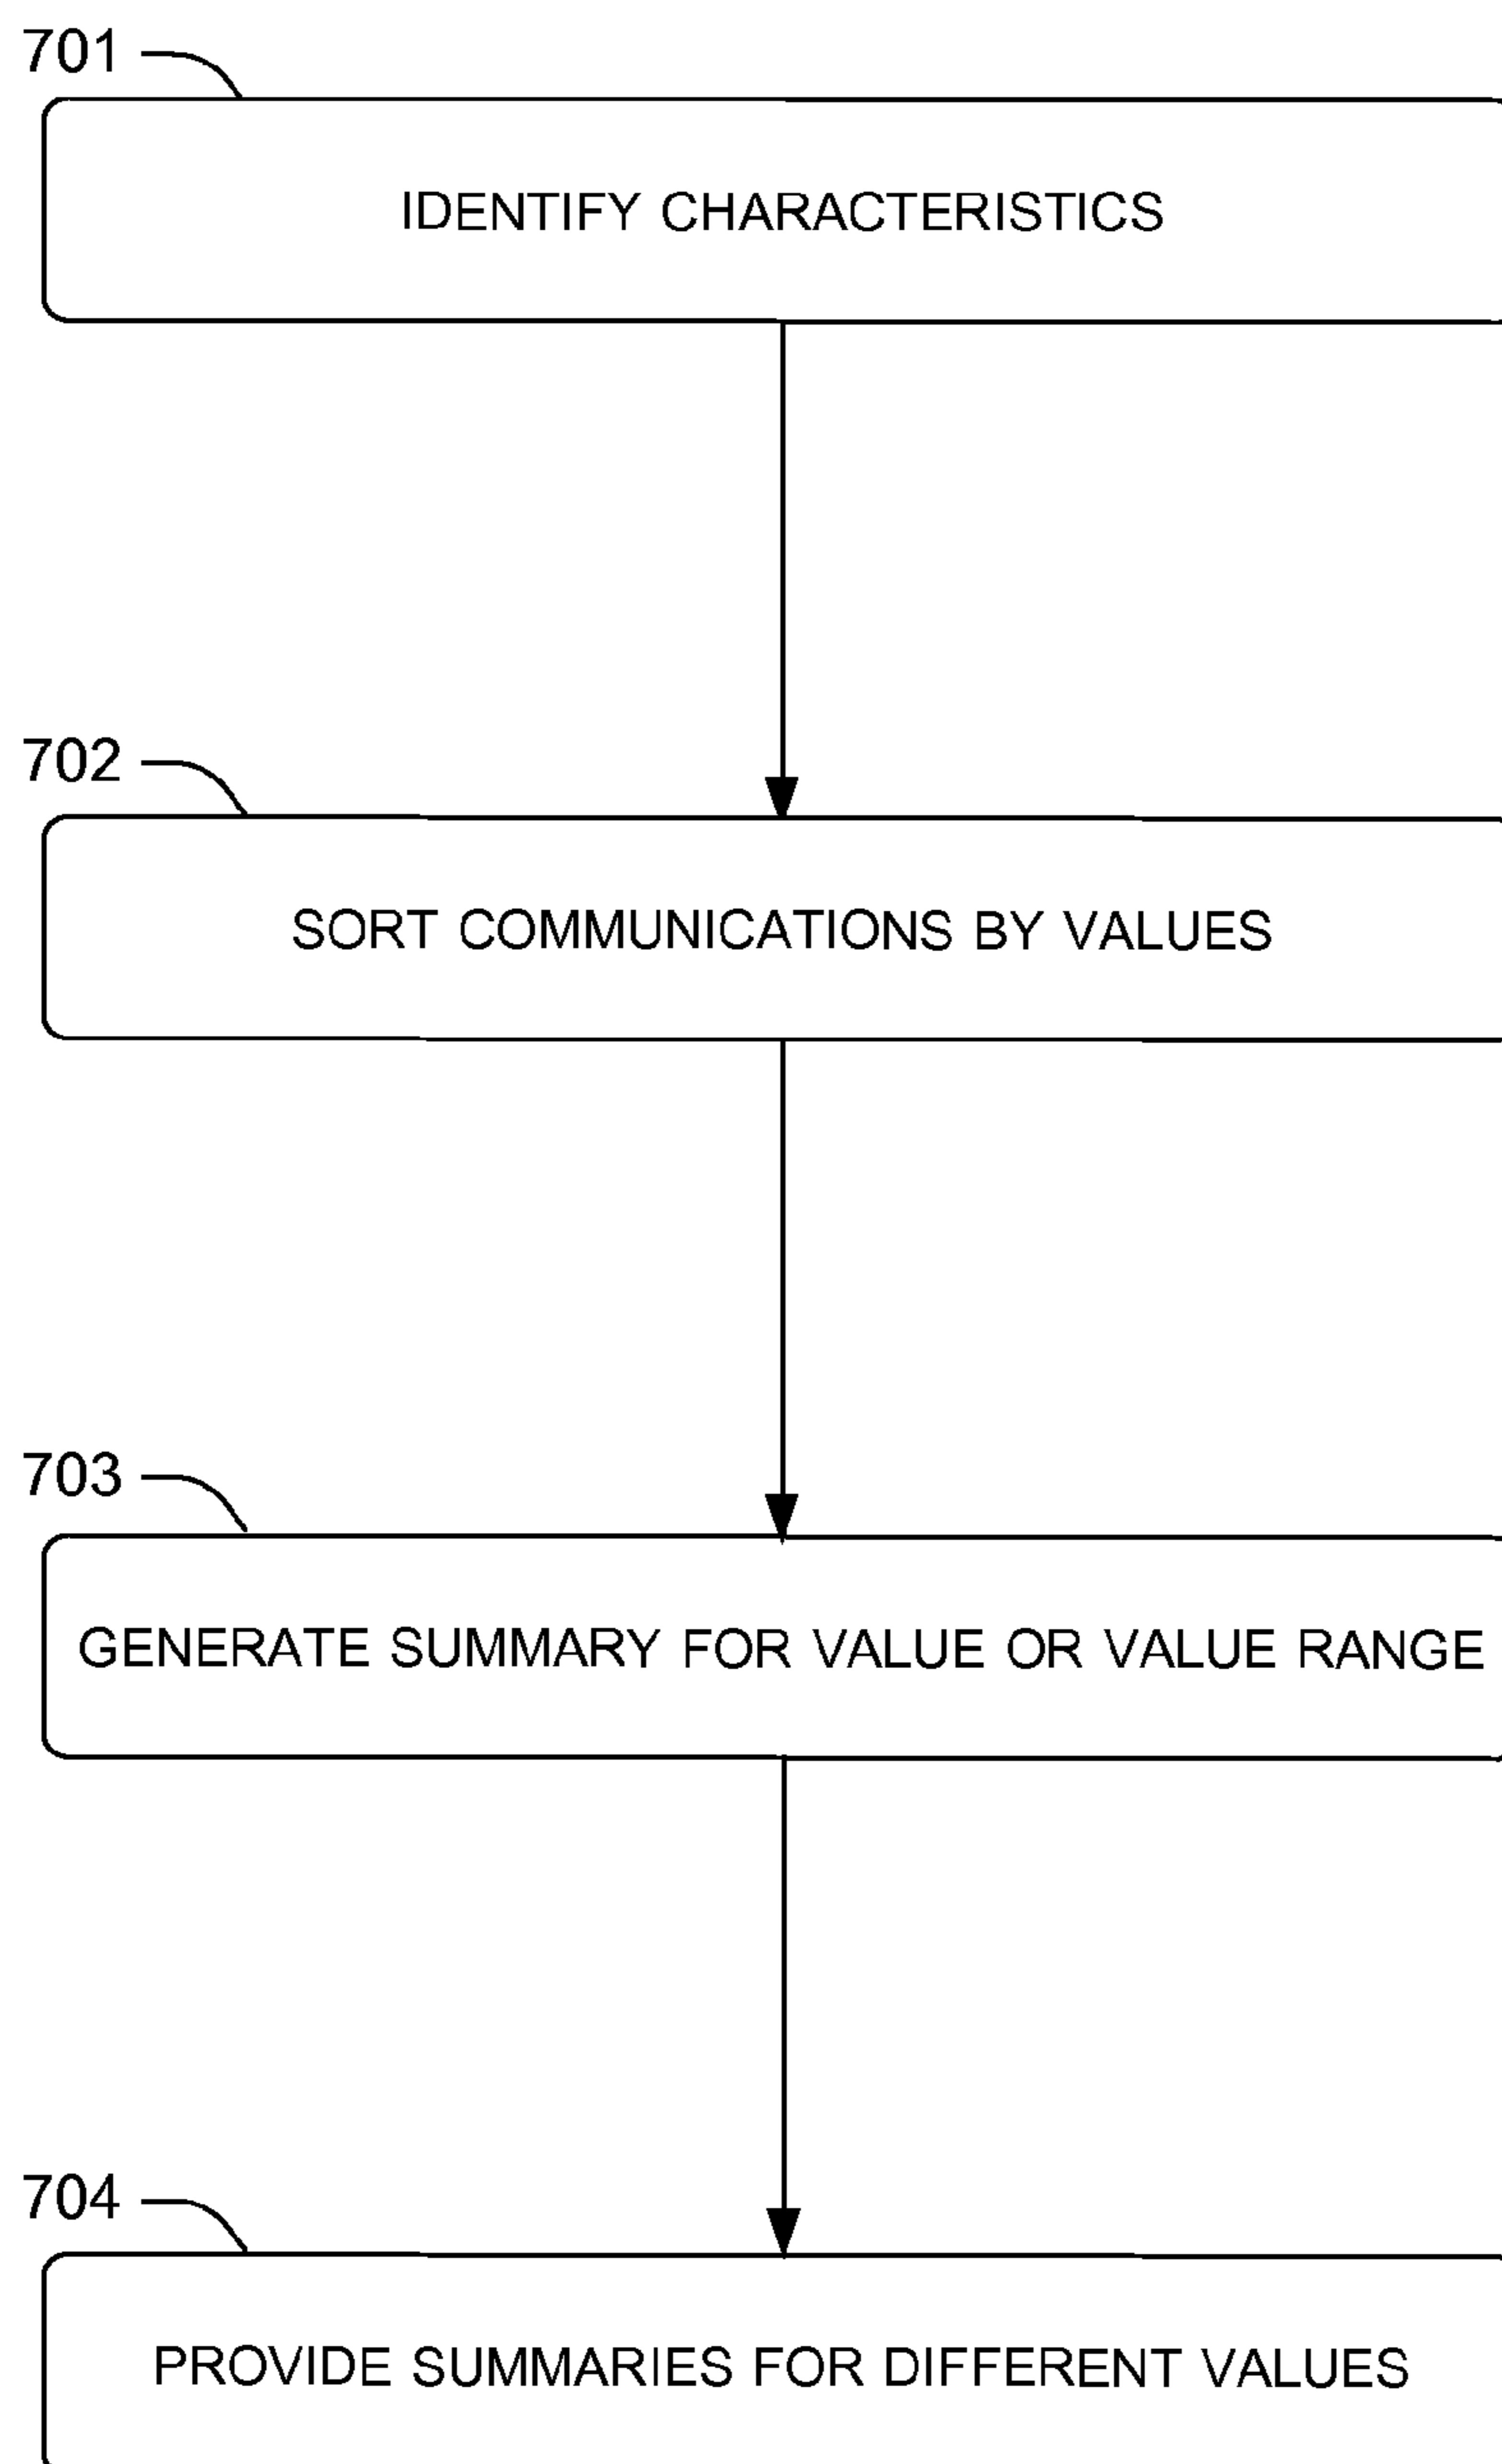 701
IDENTIFY CHARACTERISTICS
702
SORT COMMUNICATIONS BY VALUES
703
GENERATE SUMMARY FOR VALUE OR VALUE RANGE
704
PROVIDE SUMMARIES FOR DIFFERENT VALUES